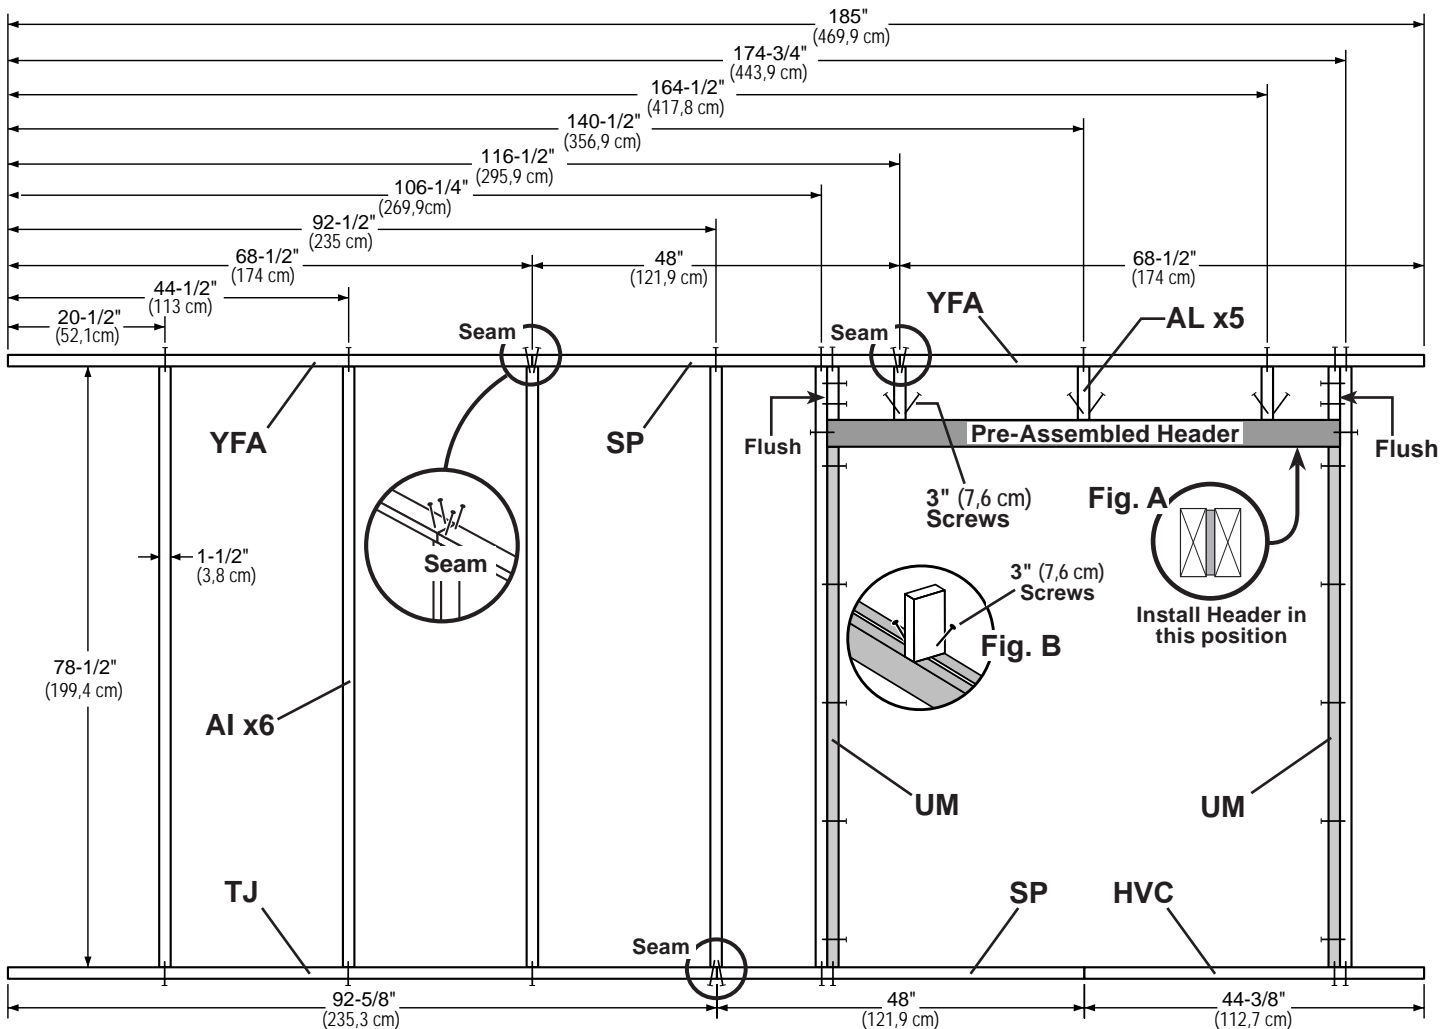 185"
(469,9 cm)
174-3/4"
(443,9 cm)
164-1/2"
(417,8 cm)
140-1/2"
(356,9 cm)
116-1/2"
(295,9 cm)
106-1/4"
(269,9cm)
92-1/2"
(235 cm)
68-1/2"
(174 cm)
48"
(121,9 cm)
68-1/2"
(174 cm)
44-1/2"
(113 cm)
20-1/2"
(52,1cm)
Seam
Seam
YFA
AL x5
YFA
SP
Flush
Pre-Assembled Header
Flush
3" (7,6 cm)
Screws
Fig. A
Seam
1-1/2"
(3,8 cm)
3" (7,6 cm)
Screws
Fig. B
Install Header in
this position
78-1/2"
(199,4 cm)
AI x6
UM
UM
TJ
SP
HVC
Seam
92-5/8"
(235,3 cm)
48"
(121,9 cm)
44-3/8"
(112,7 cm)